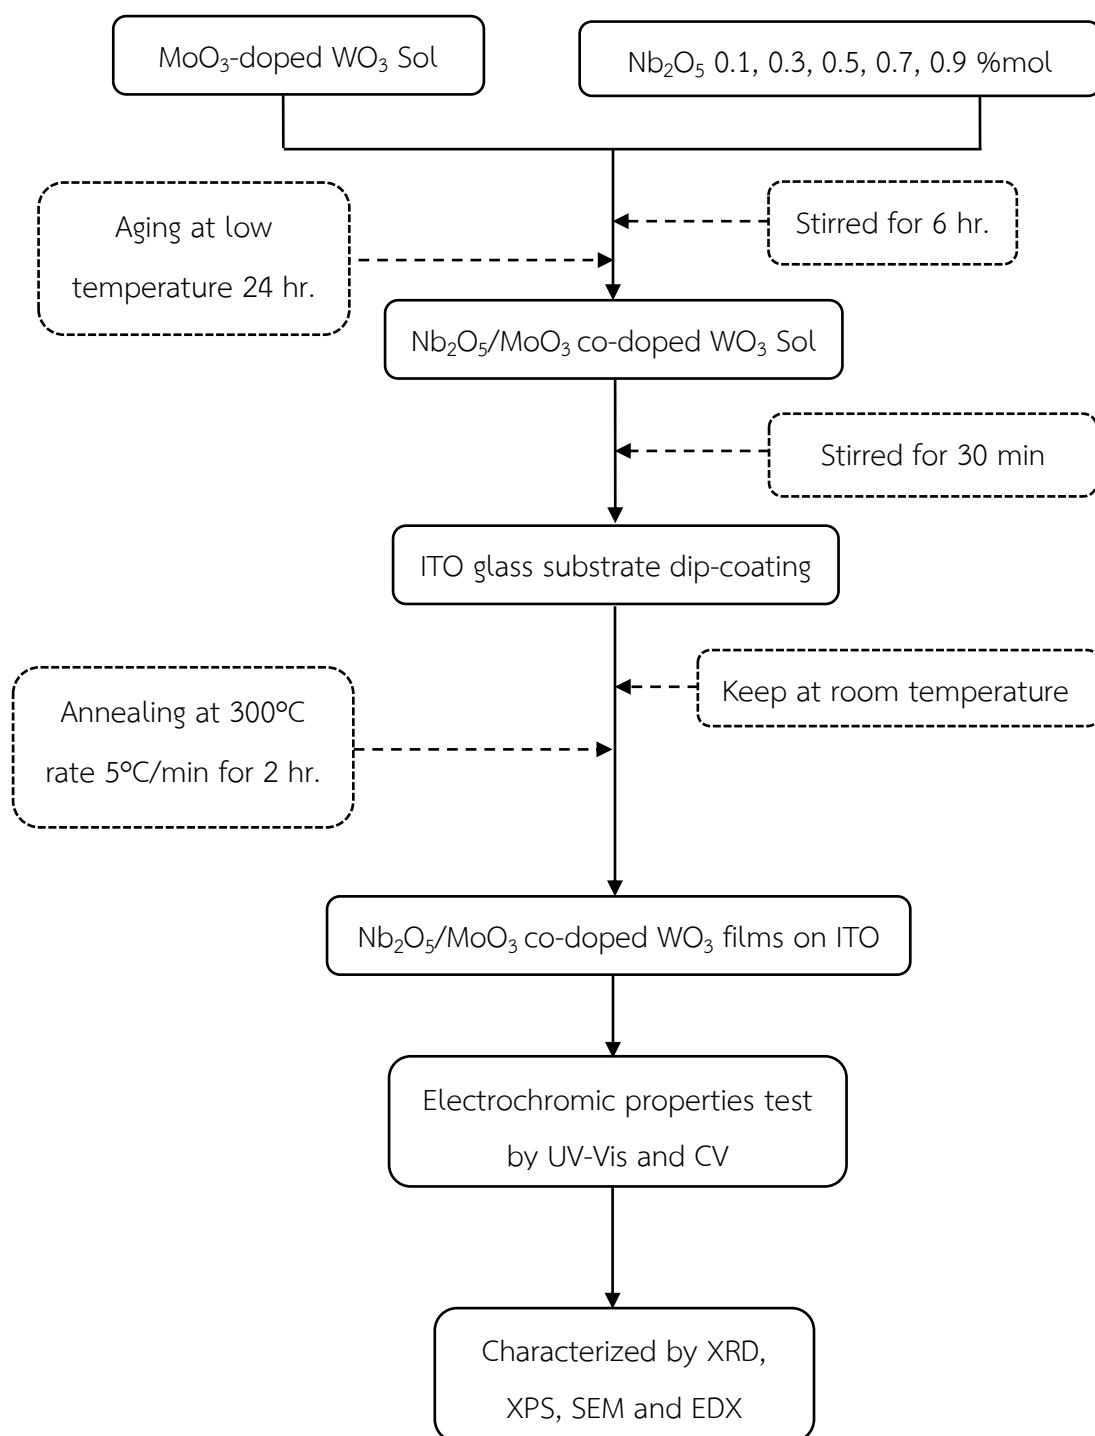 MoO₃-doped WO₃ Sol
Nb₂O₅ 0.1, 0.3, 0.5, 0.7, 0.9 %mol
Stirred for 6 hr.
Aging at low
temperature 24 hr.
Nb₂O₅/MoO₃ co-doped WO₃ Sol
Stirred for 30 min
ITO glass substrate dip-coating
Keep at room temperature
Annealing at 300°C
rate 5°C/min for 2 hr.
Nb₂O₅/MoO₃ co-doped WO₃ films on ITO
Electrochromic properties test
by UV-Vis and CV
Characterized by XRD,
XPS, SEM and EDX